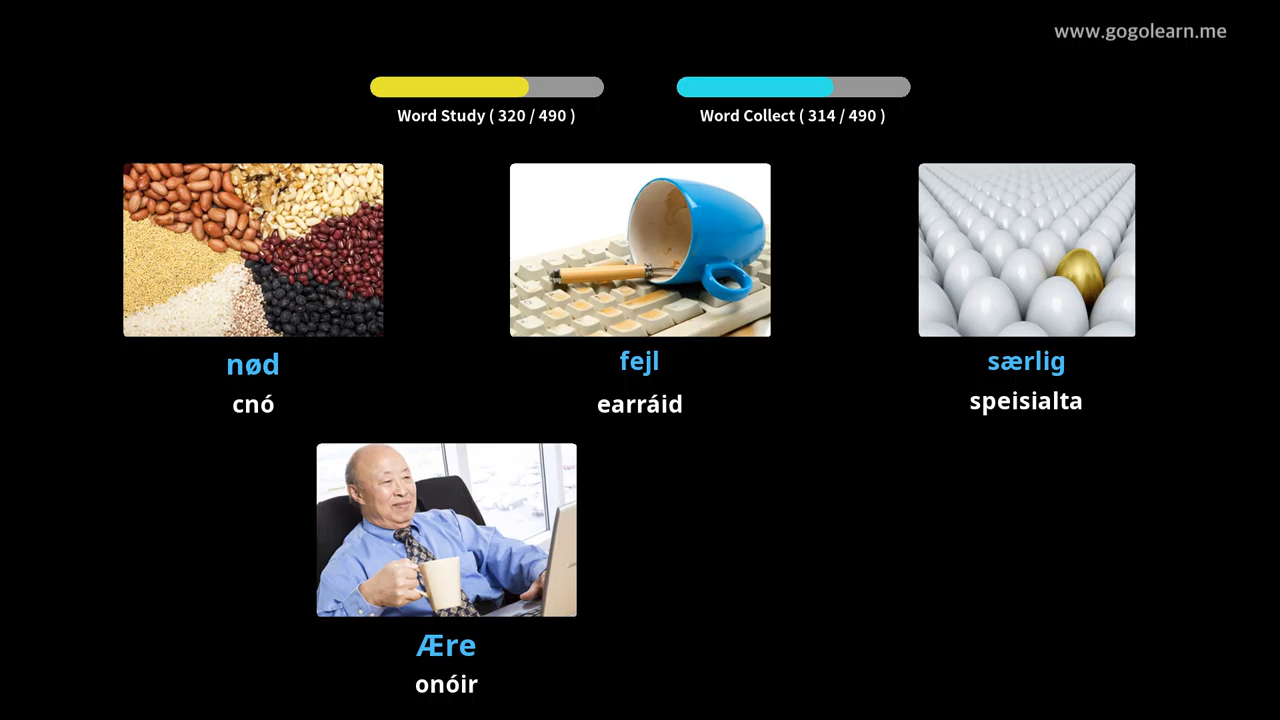 www.gogolearn.me
Word Study ( 320 / 490 )
Word Collect ( 314 / 490 )
nød
fejl
særlig
cnó
earráid
speisialta
Ære
onóir